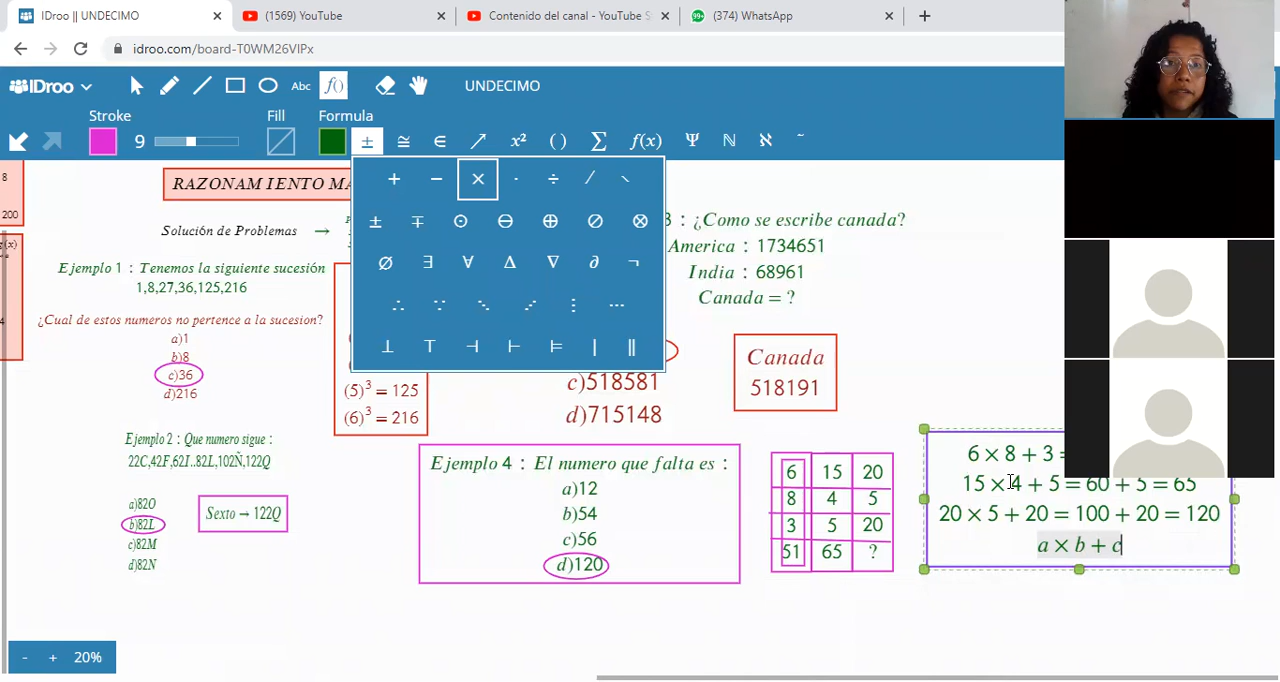 IDroo || UNDECIMO
(1569) YouTube
Contenido del canal - YouTube S
99+
(374) WhatsApp
idroo.com/board-T0WM26VIPx
IDroo
Abc
f()
UNDECIMO
Stroke
Fill
Formula
9
± ≅ ∈ ↗ x² ( ) ∑ f(x) Ψ ℕ ℵ ~
+ − × · ÷ ∕ ∖
± ∓ ⊙ ⊖ ⊕ ⊘ ⊗
∅ ∃ ∀ Δ ∇ ∂ ¬
∴ ∵ ⋱ ⋰ ⋮ ⋯
⊥ ⊤ ⊣ ⊢ ⊨ | ‖
8
200
(x)
4
RAZONAM IENTO MA
Solución de Problemas →
Ejemplo 1 : Tenemos la siguiente sucesión
1,8,27,36,125,216
¿Cual de estos numeros no pertence a la sucesion?
a)1
b)8
c)36
d)216
(5)³ = 125
(6)³ = 216
3 : ¿Como se escribe canada?
America : 1734651
India : 68961
Canada = ?
c)518581
d)715148
Canada
518191
Ejemplo 2 : Que numero sigue :
22C,42F,62I..82L,102Ñ,122Q
a)82O
b)82L
c)82M
d)82N
Sexto → 122Q
Ejemplo 4 : El numero que falta es :
a)12
b)54
c)56
d)120
6 15 20
8 4 5
3 5 20
51 65 ?
6 × 8 + 3 =
15 × 4 + 5 = 60 + 5 = 65
20 × 5 + 20 = 100 + 20 = 120
a × b + c
- + 20%